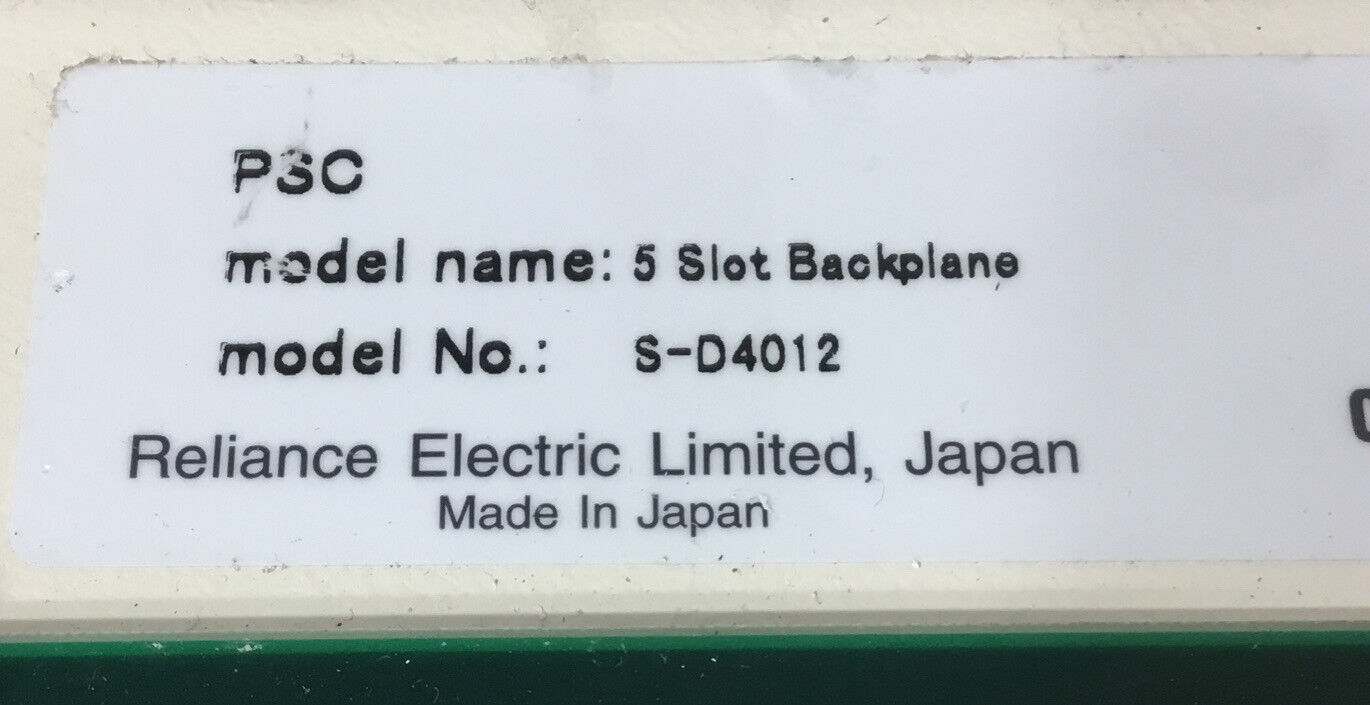 PSC
model name: 5 Slot Backplane
model No.: S-D4012
Reliance Electric Limited, Japan
Made In Japan